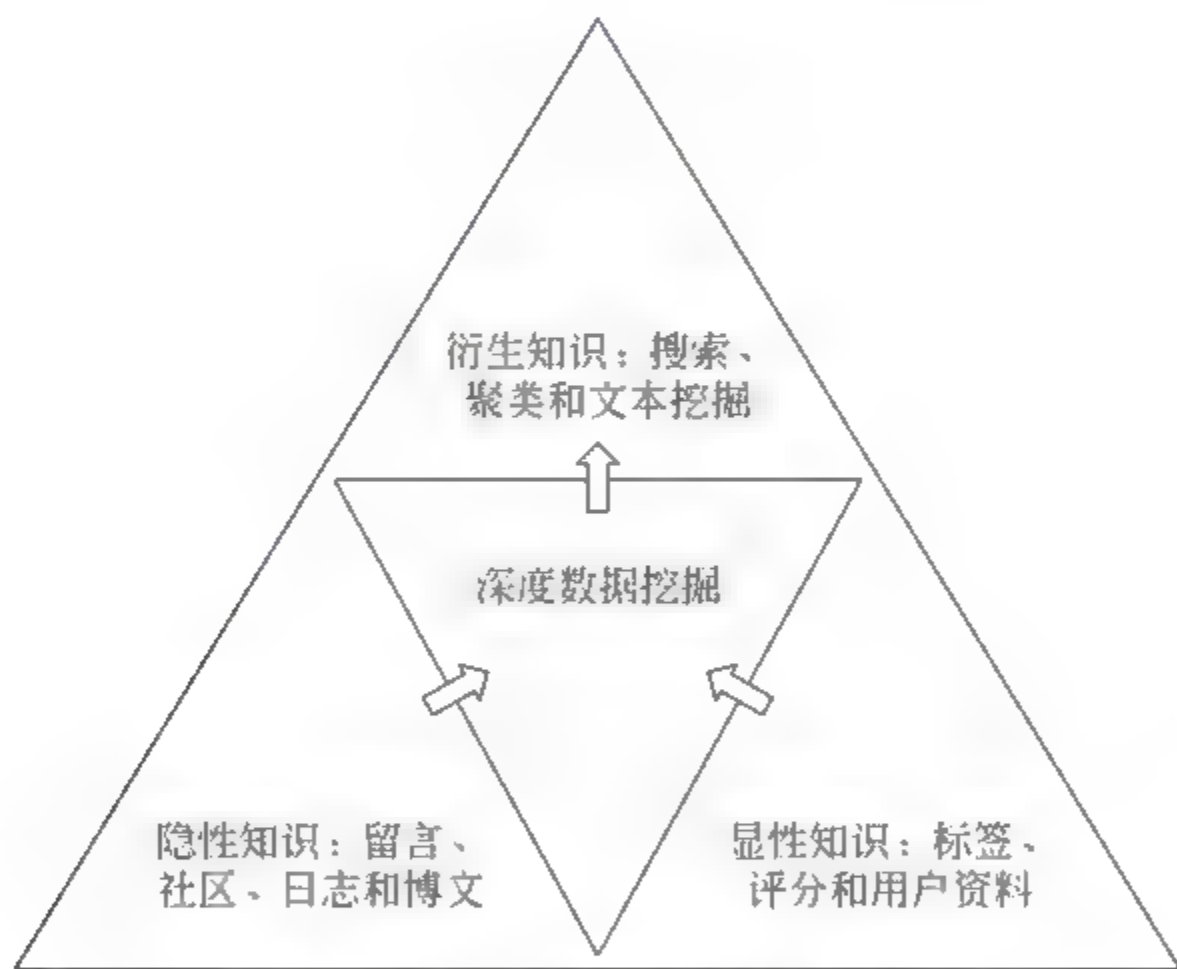 衍生知识：搜索、
聚类和文本挖掘
深度数据挖掘
隐性知识：留言、
社区、日志和博文
显性知识：标签、
评分和用户资料